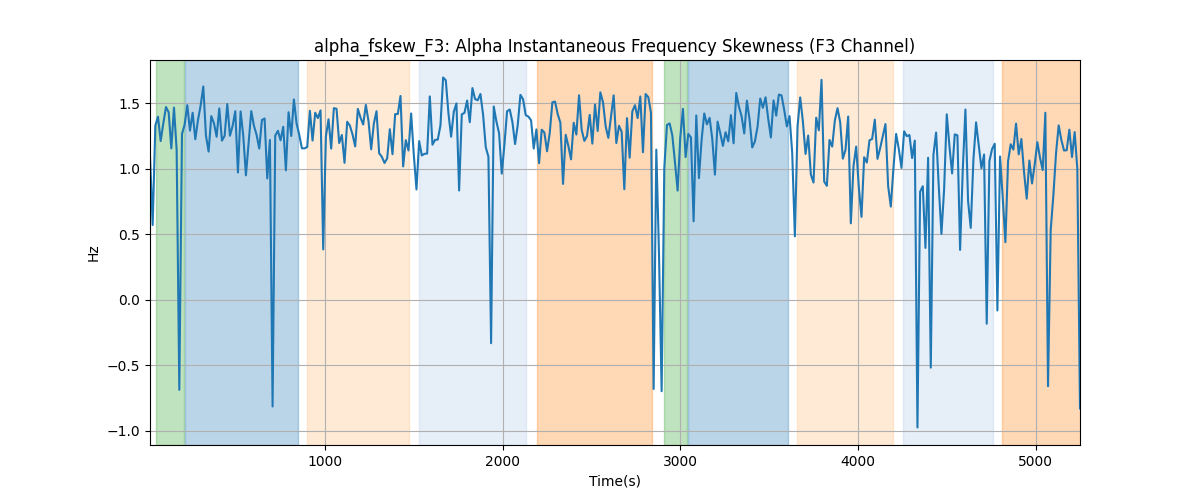 alpha_fskew_F3: Alpha Instantaneous Frequency Skewness (F3 Channel)
1.5
1.0
0.5
0.0
−0.5
−1.0
Hz
1000 2000 3000 4000 5000
Time(s)